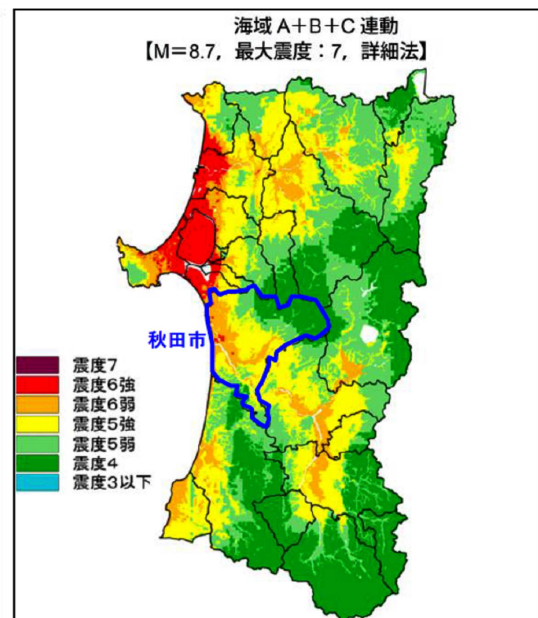 海域 A+B+C 連動
【M=8.7, 最大震度:7, 詳細法】
秋田市
震度7
震度6強
震度6弱
震度5強
震度5弱
震度4
震度3以下